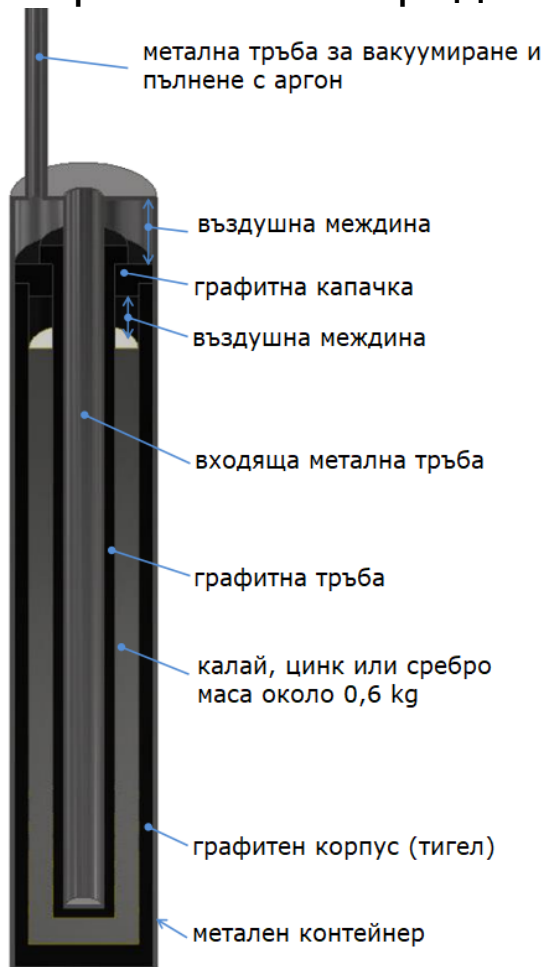 метална тръба за вакуумиране и
пълнене с аргон
въздушна междина
графитна капачка
въздушна междина
входяща метална тръба
графитна тръба
калай, цинк или сребро
маса около 0,6 kg
графитен корпус (тигел)
метален контейнер